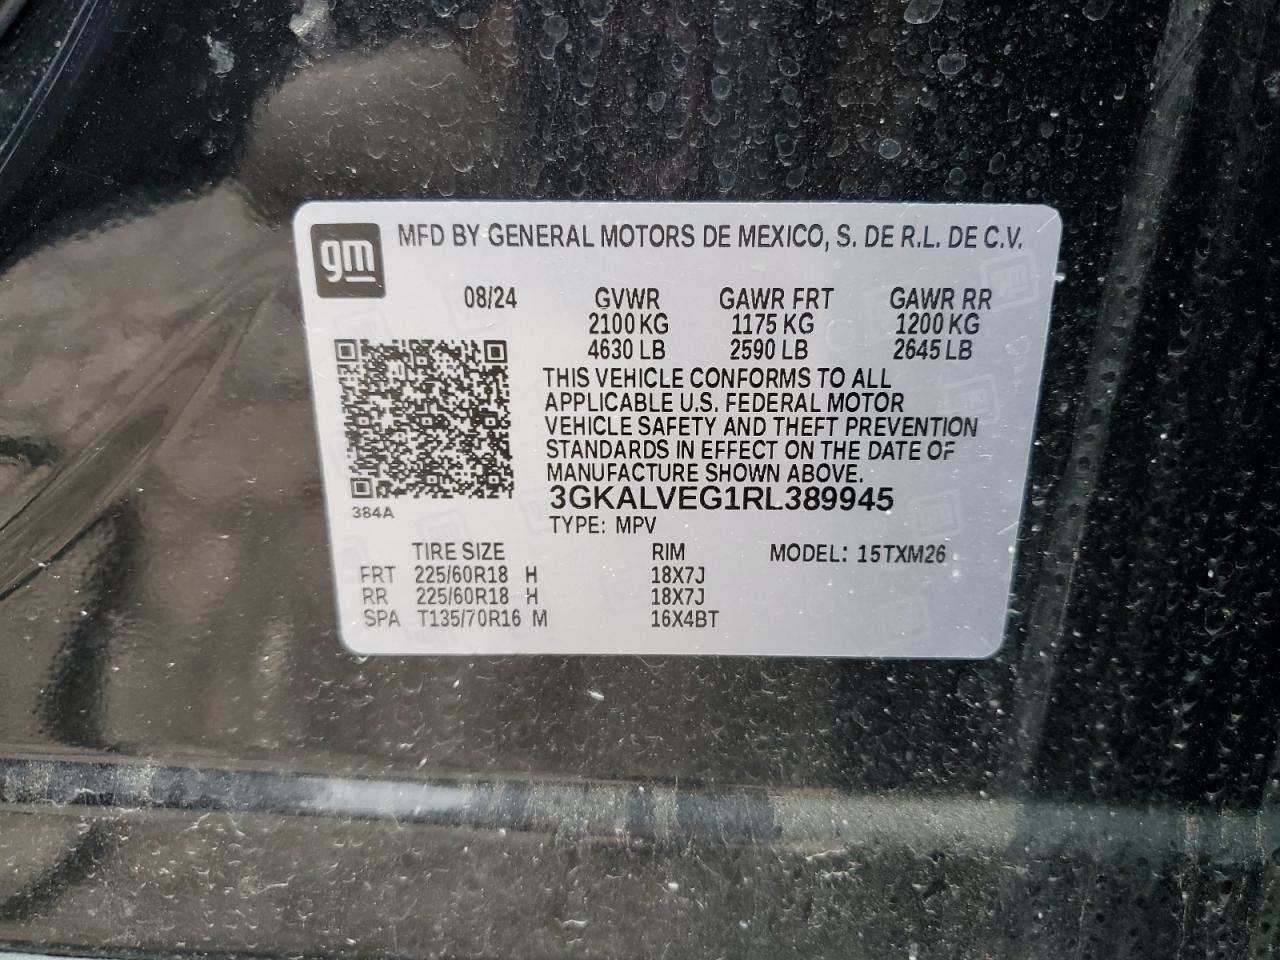 gm
MFD BY GENERAL MOTORS DE MEXICO, S. DE R.L. DE C.V.
08/24 GVWR GAWR FRT GAWR RR
2100 KG 1175 KG 1200 KG
4630 LB 2590 LB 2645 LB
THIS VEHICLE CONFORMS TO ALL
APPLICABLE U.S. FEDERAL MOTOR
VEHICLE SAFETY AND THEFT PREVENTION
STANDARDS IN EFFECT ON THE DATE OF
MANUFACTURE SHOWN ABOVE.
3GKALVEG1RL389945
384A
TYPE: MPV
TIRE SIZE RIM MODEL: 15TXM26
FRT 225/60R18 H 18X7J
RR 225/60R18 H 18X7J
SPA T135/70R16 M 16X4BT